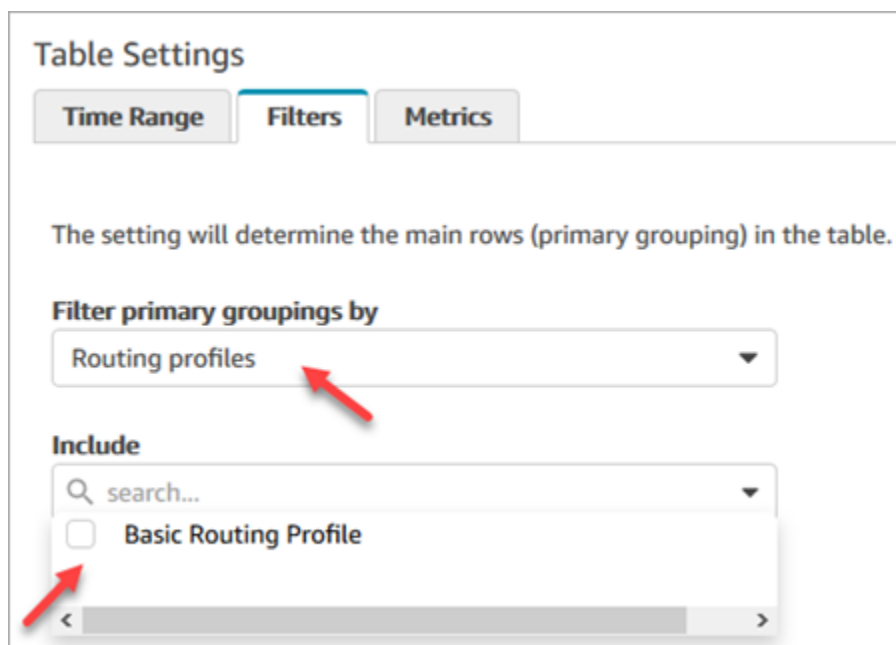 Table Settings
Time Range Filters Metrics
The setting will determine the main rows (primary grouping) in the table.
Filter primary groupings by
Routing profiles
Include
search...
Basic Routing Profile